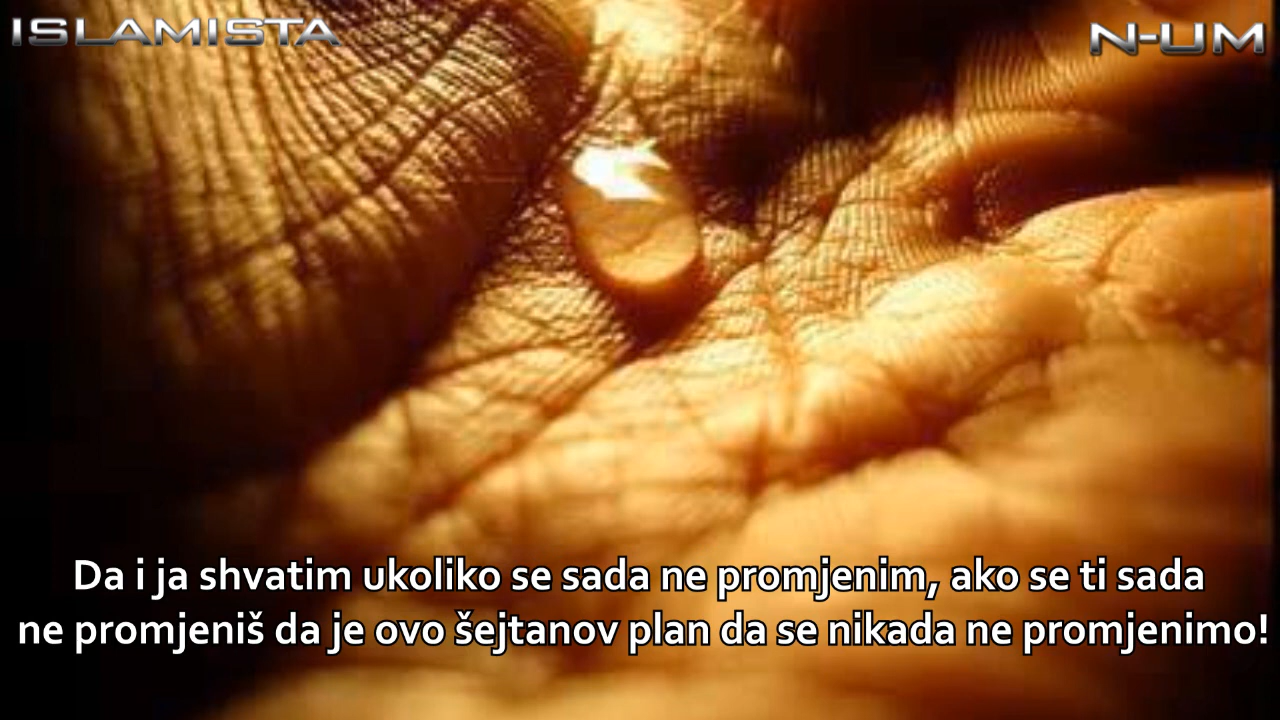 ISLAMISTA
N-UM
Da i ja shvatim ukoliko se sada ne promjenim, ako se ti sada
ne promjeniš da je ovo šejtanov plan da se nikada ne promjenimo!